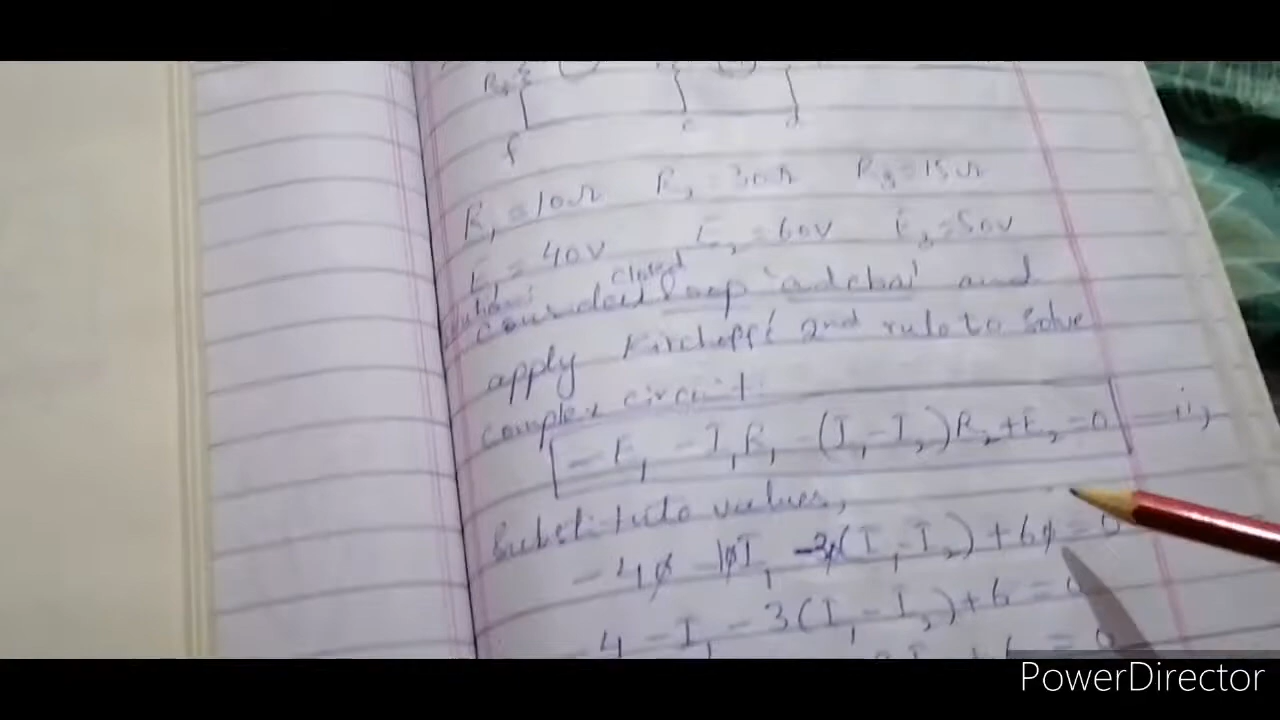 f e d
R₁ = 10Ω R₂ = 30Ω R₃ = 15Ω
E₁ = 40V E₂ = 60V E₃ = 50V
closed
consider loop 'adcba' and
apply Kirchoff's 2nd rule to solve
complex circuit.
-E₁ - I₁R₁ - (I₁-I₂)R₂+E₂=0 —i,
Substitute values,
-40 -10I₁ -30(I₁-I₂)+60=0
-4 -I₁ -3(I₁-I₂)+6=0
PowerDirector